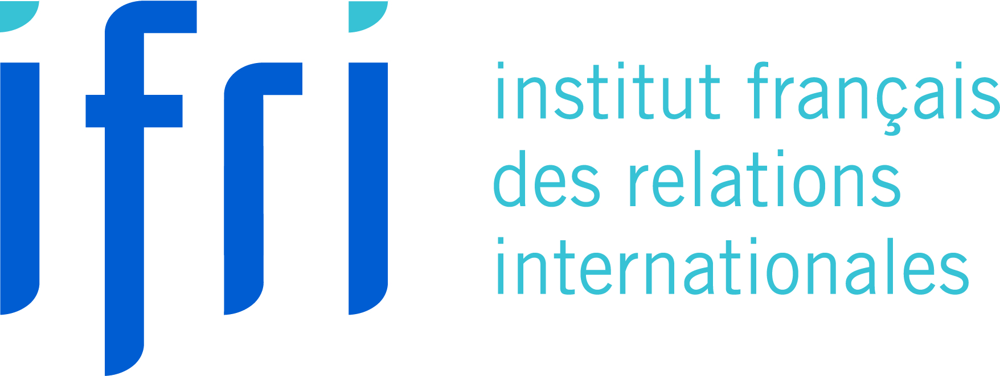 ifri
institut français
des relations
internationales